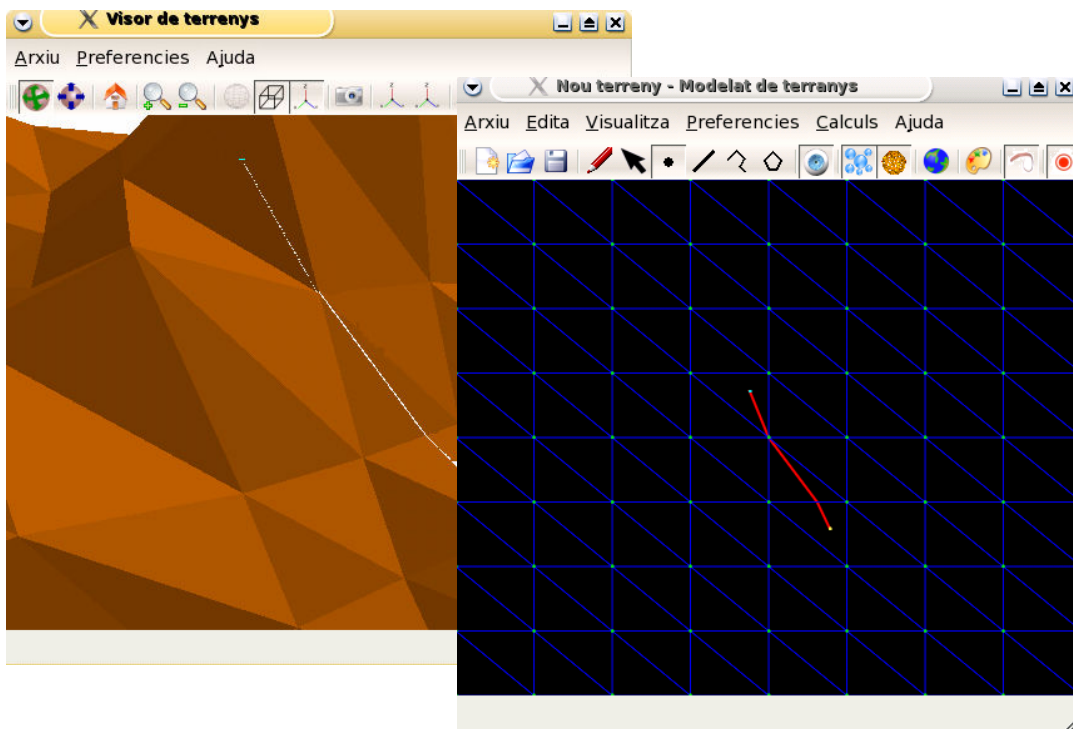 Visor de terrenys
Arxiu Preferencies Ajuda
Nou terreny - Modelat de terranys
Arxiu Edita Visualitza Preferencies Calculs Ajuda